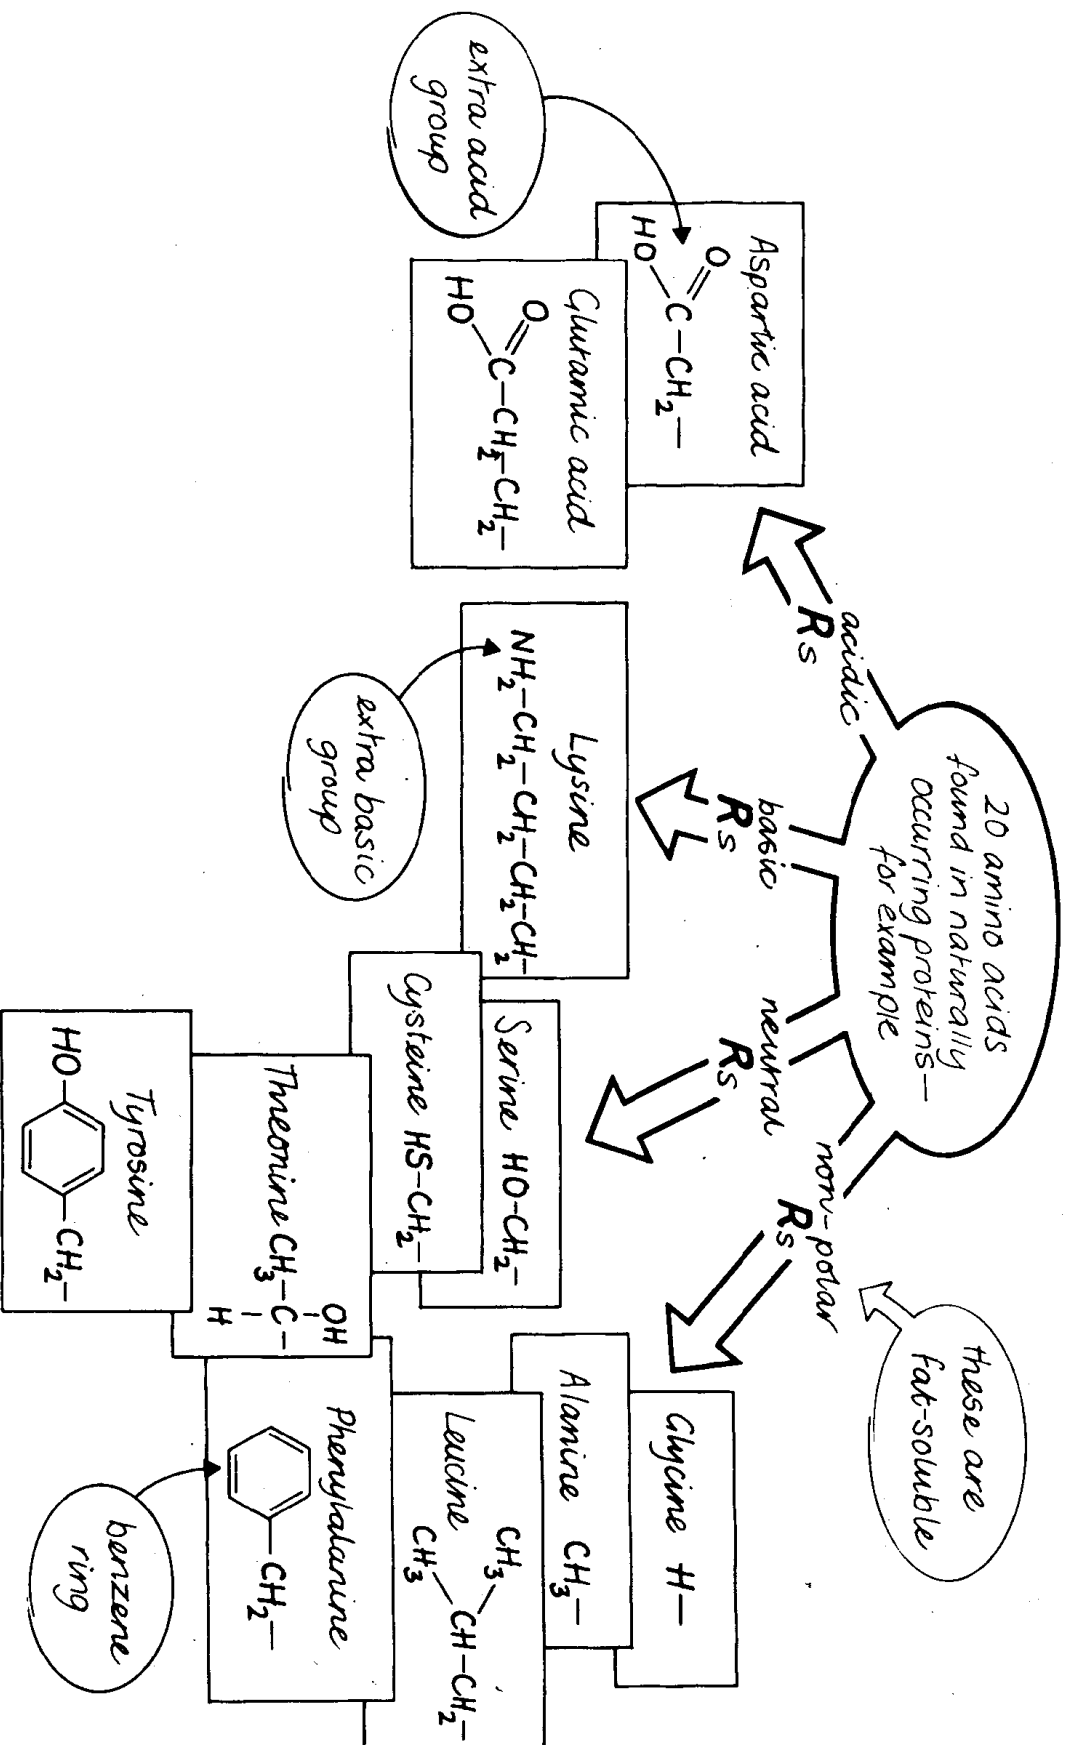 20 amino acids
found in naturally
occurring proteins—
for example
acidic
Rs
basic
Rs
neutral
Rs
non-polar
Rs
these are
fat-soluble
Aspartic acid
O
HO
C–CH2–
Glutamic acid
O
HO
C–CH2–CH2–
extra acid
group
Lysine
NH2–CH2–CH2–CH2–CH2–
extra basic
group
Serine HO–CH2–
Cysteine HS–CH2–
OH
Threonine CH3–C–
H
Tyrosine
HO
CH2–
Glycine H–
Alanine CH3–
CH3
Leucine CH–CH2–
CH3
Phenylalanine
CH2–
benzene
ring